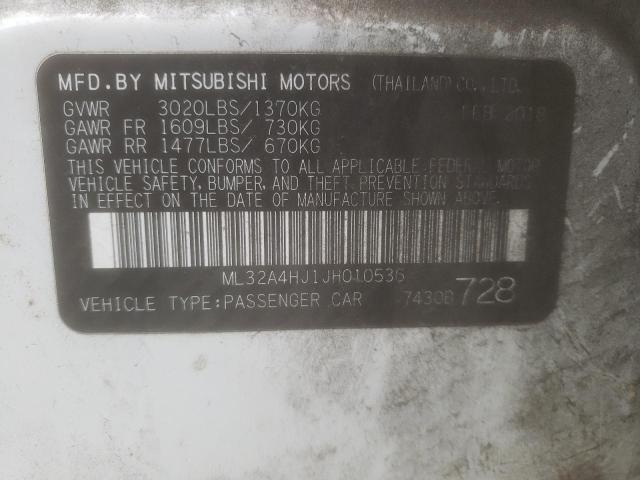 MFD.BY MITSUBISHI MOTORS (THAILAND) CO., LTD.
GVWR 3020LBS/1370KG FEB 2018
GAWR FR 1609LBS/ 730KG
GAWR RR 1477LBS/ 670KG
THIS VEHICLE CONFORMS TO ALL APPLICABLE FEDERAL MOTOR
VEHICLE SAFETY, BUMPER, AND THEFT PREVENTION STANDARDS
IN EFFECT ON THE DATE OF MANUFACTURE SHOWN ABOVE.
ML32A4HJ1JH010536
VEHICLE TYPE:PASSENGER CAR 7430B 728